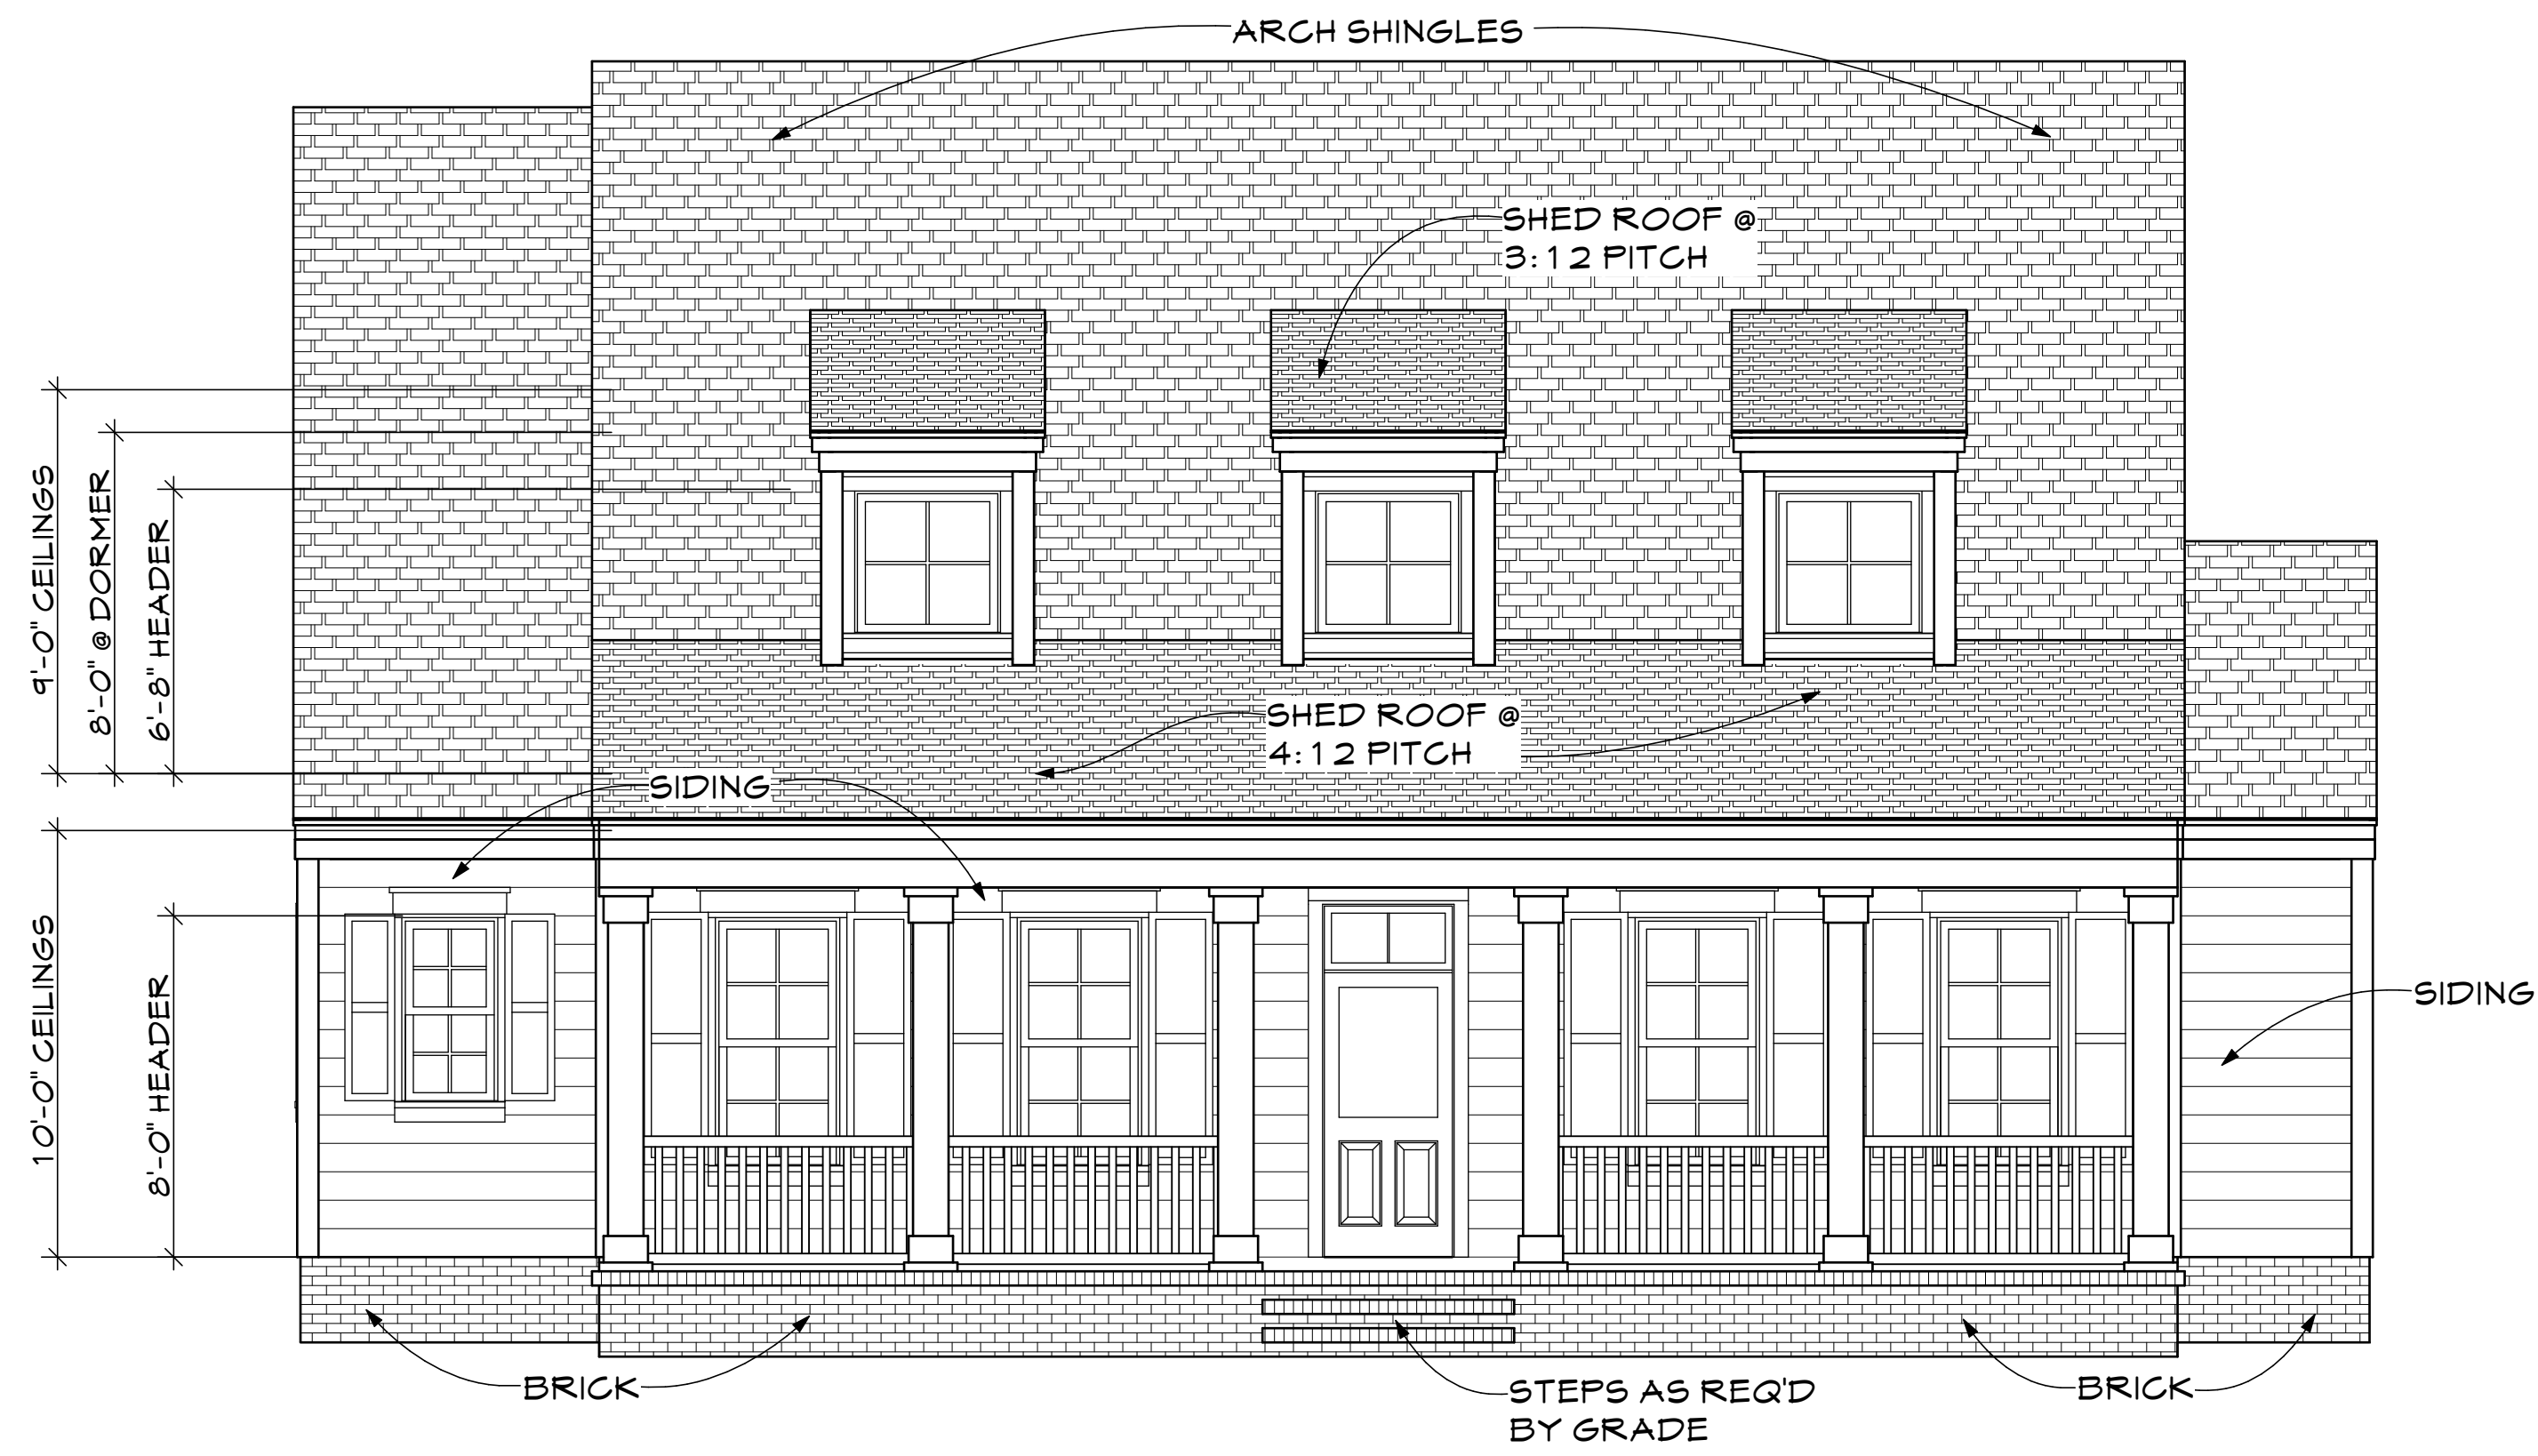 ARCH SHINGLES
SHED ROOF @
3:12 PITCH
9'-0" CEILINGS
8'-0" @ DORMER
6'-8" HEADER
SHED ROOF @
4:12 PITCH
SIDING
10'-0" CEILINGS
8'-0" HEADER
SIDING
BRICK
STEPS AS REQ'D
BY GRADE
BRICK